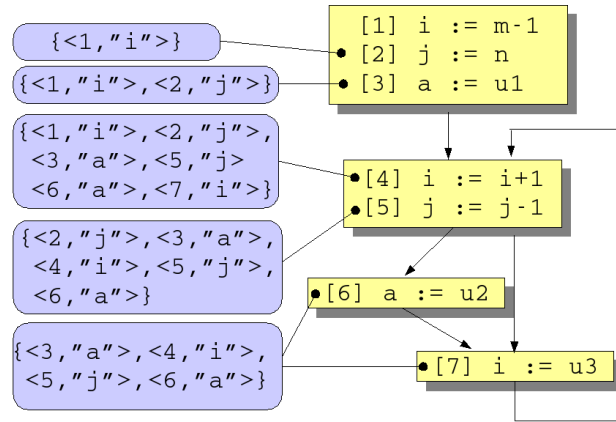 {<1,"i">}
{<1,"i">,<2,"j">}
{<1,"i">,<2,"j">,
<3,"a">,<5,"j>
<6,"a">,<7,"i">}
{<2,"j">,<3,"a">,
<4,"i">,<5,"j">,
<6,"a">}
{<3,"a">,<4,"i">,
<5,"j">,<6,"a">}
[1] i := m-1
[2] j := n
[3] a := u1
[4] i := i+1
[5] j := j-1
[6] a := u2
[7] i := u3